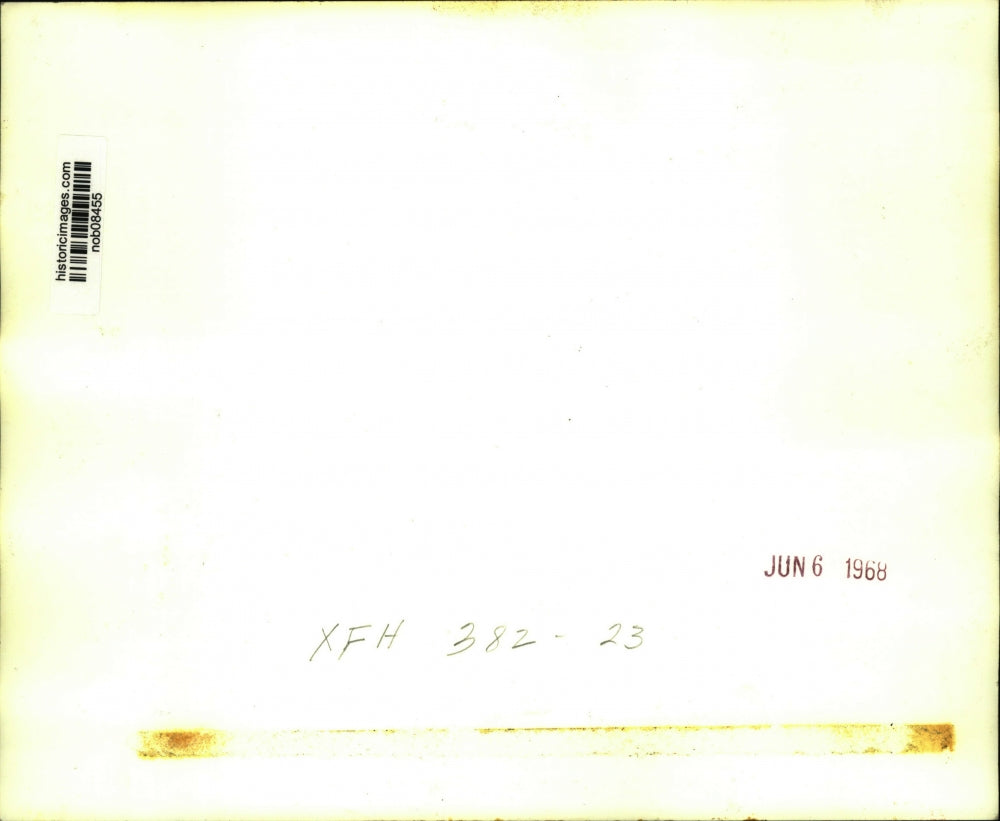 historicimages.com
nob08455
JUN 6 1968
XFH 382-23